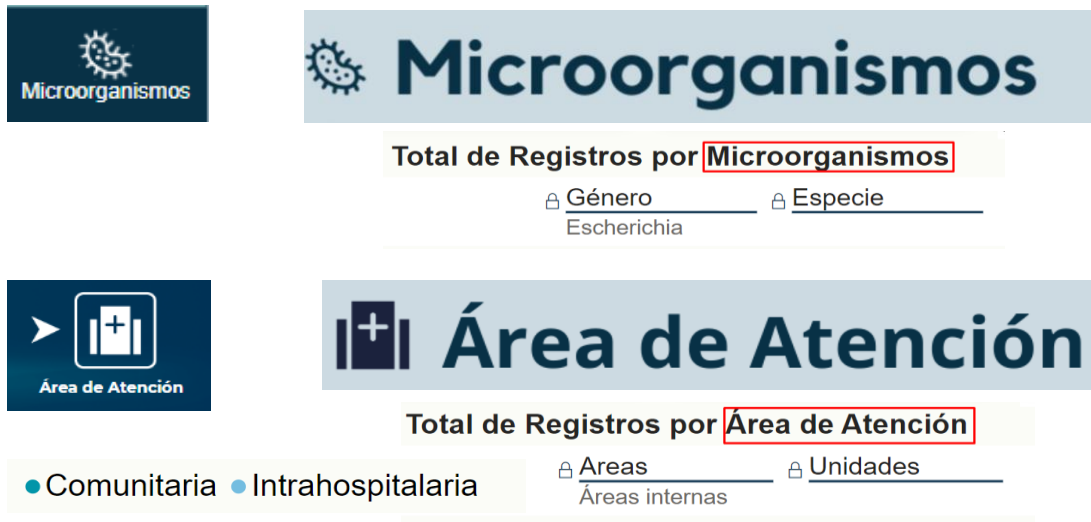 Microorganismos
Microorganismos
Total de Registros por Microorganismos
Género Especie
Escherichia
Área de Atención
Área de Atención
Total de Registros por Área de Atención
Comunitaria Intrahospitalaria
Areas Unidades
Áreas internas